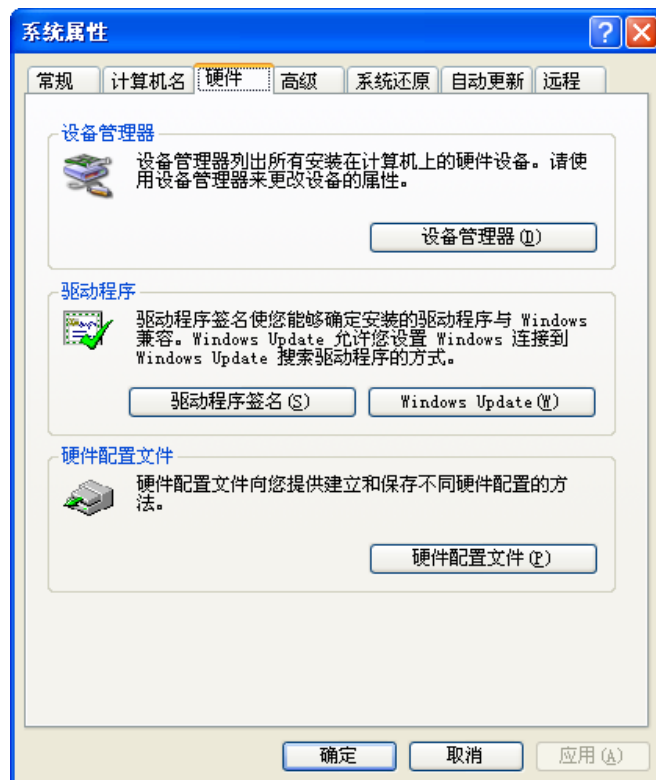 系统属性
常规 计算机名 硬件 高级 系统还原 自动更新 远程
设备管理器
设备管理器列出所有安装在计算机上的硬件设备。请使
用设备管理器来更改设备的属性。
设备管理器(D)
驱动程序
驱动程序签名使您能够确定安装的驱动程序与 Windows
兼容。Windows Update 允许您设置 Windows 连接到
Windows Update 搜索驱动程序的方式。
驱动程序签名(S) Windows Update(W)
硬件配置文件
硬件配置文件向您提供建立和保存不同硬件配置的方
法。
硬件配置文件(P)
确定 取消 应用(A)